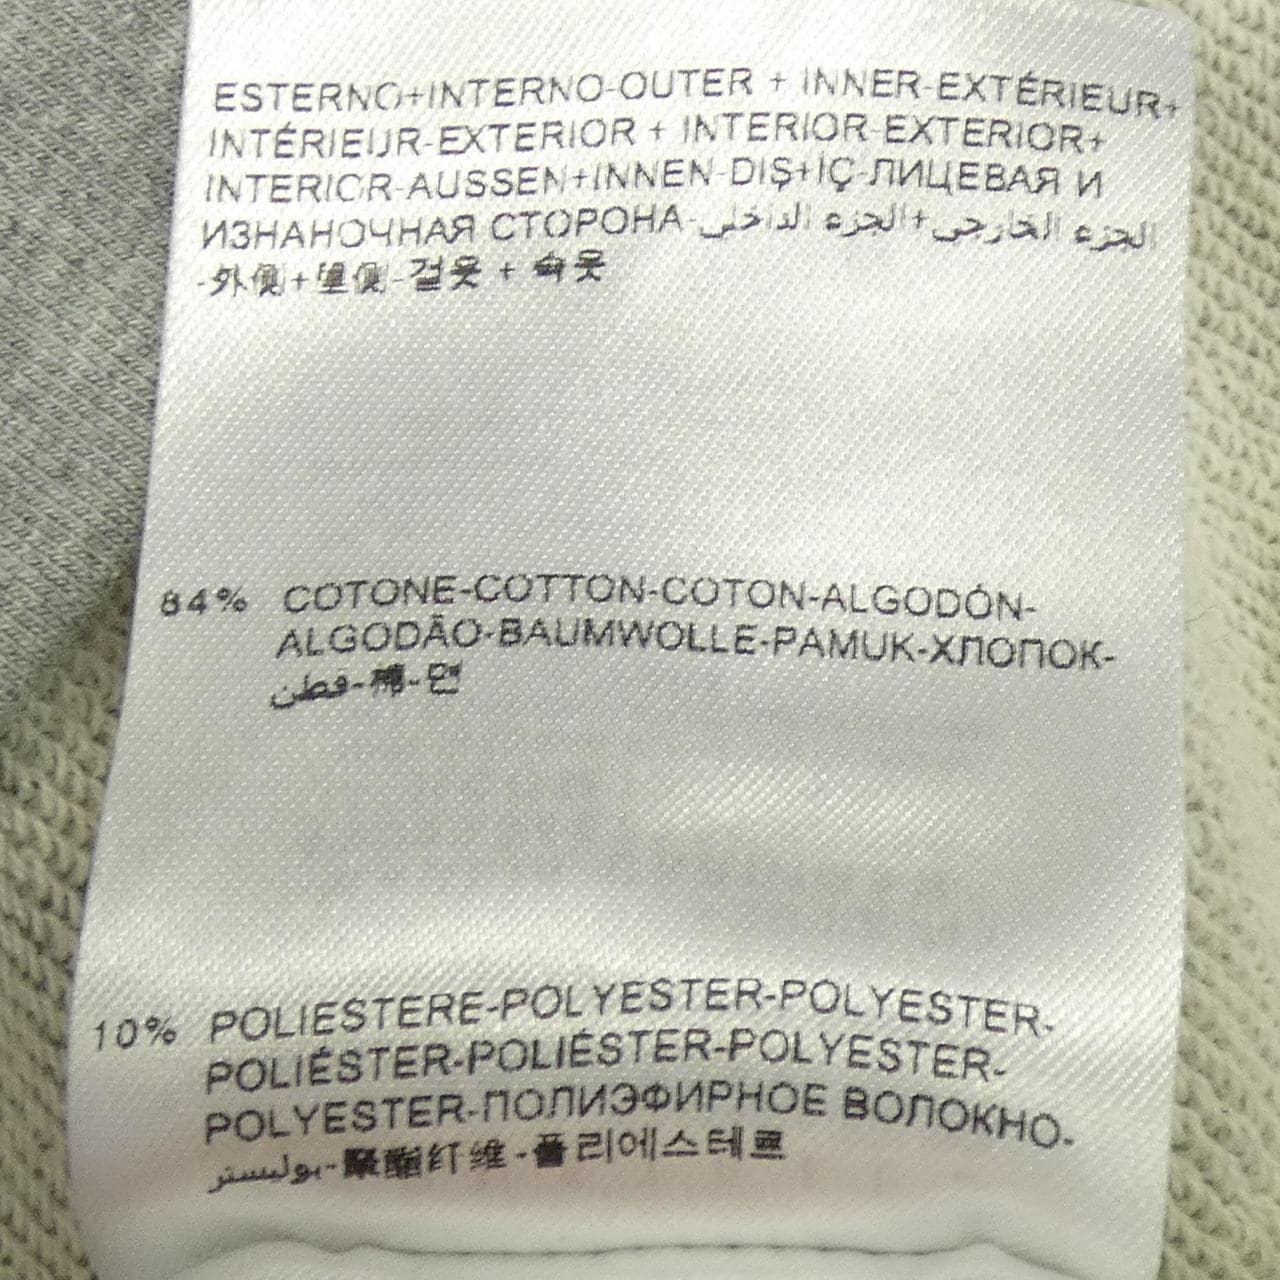 ESTERNO+INTERNO-OUTER + INNER-EXTÉRIEUR+
INTÉRIEUR-EXTERIOR + INTERIOR-EXTERIOR+
INTERIOR-AUSSEN+INNEN-DIŞ+İÇ-ЛИЦЕВАЯ И
ИЗНАНОЧНАЯ СТОРОНА-الجزء الخارجي+الجزء الداخلي
-外侧+里侧-겉옷 + 속옷
84% COTONE-COTTON-COTON-ALGODÓN-
ALGODÃO-BAUMWOLLE-PAMUK-ХЛОПОК-
قطن-棉-면
10% POLIESTERE-POLYESTER-POLYESTER-
POLIÉSTER-POLIÉSTER-POLYESTER-
POLYESTER-ПОЛИЭФИРНОЕ ВОЛОКНО-
بوليستر-聚酯纤维-폴리에스테르